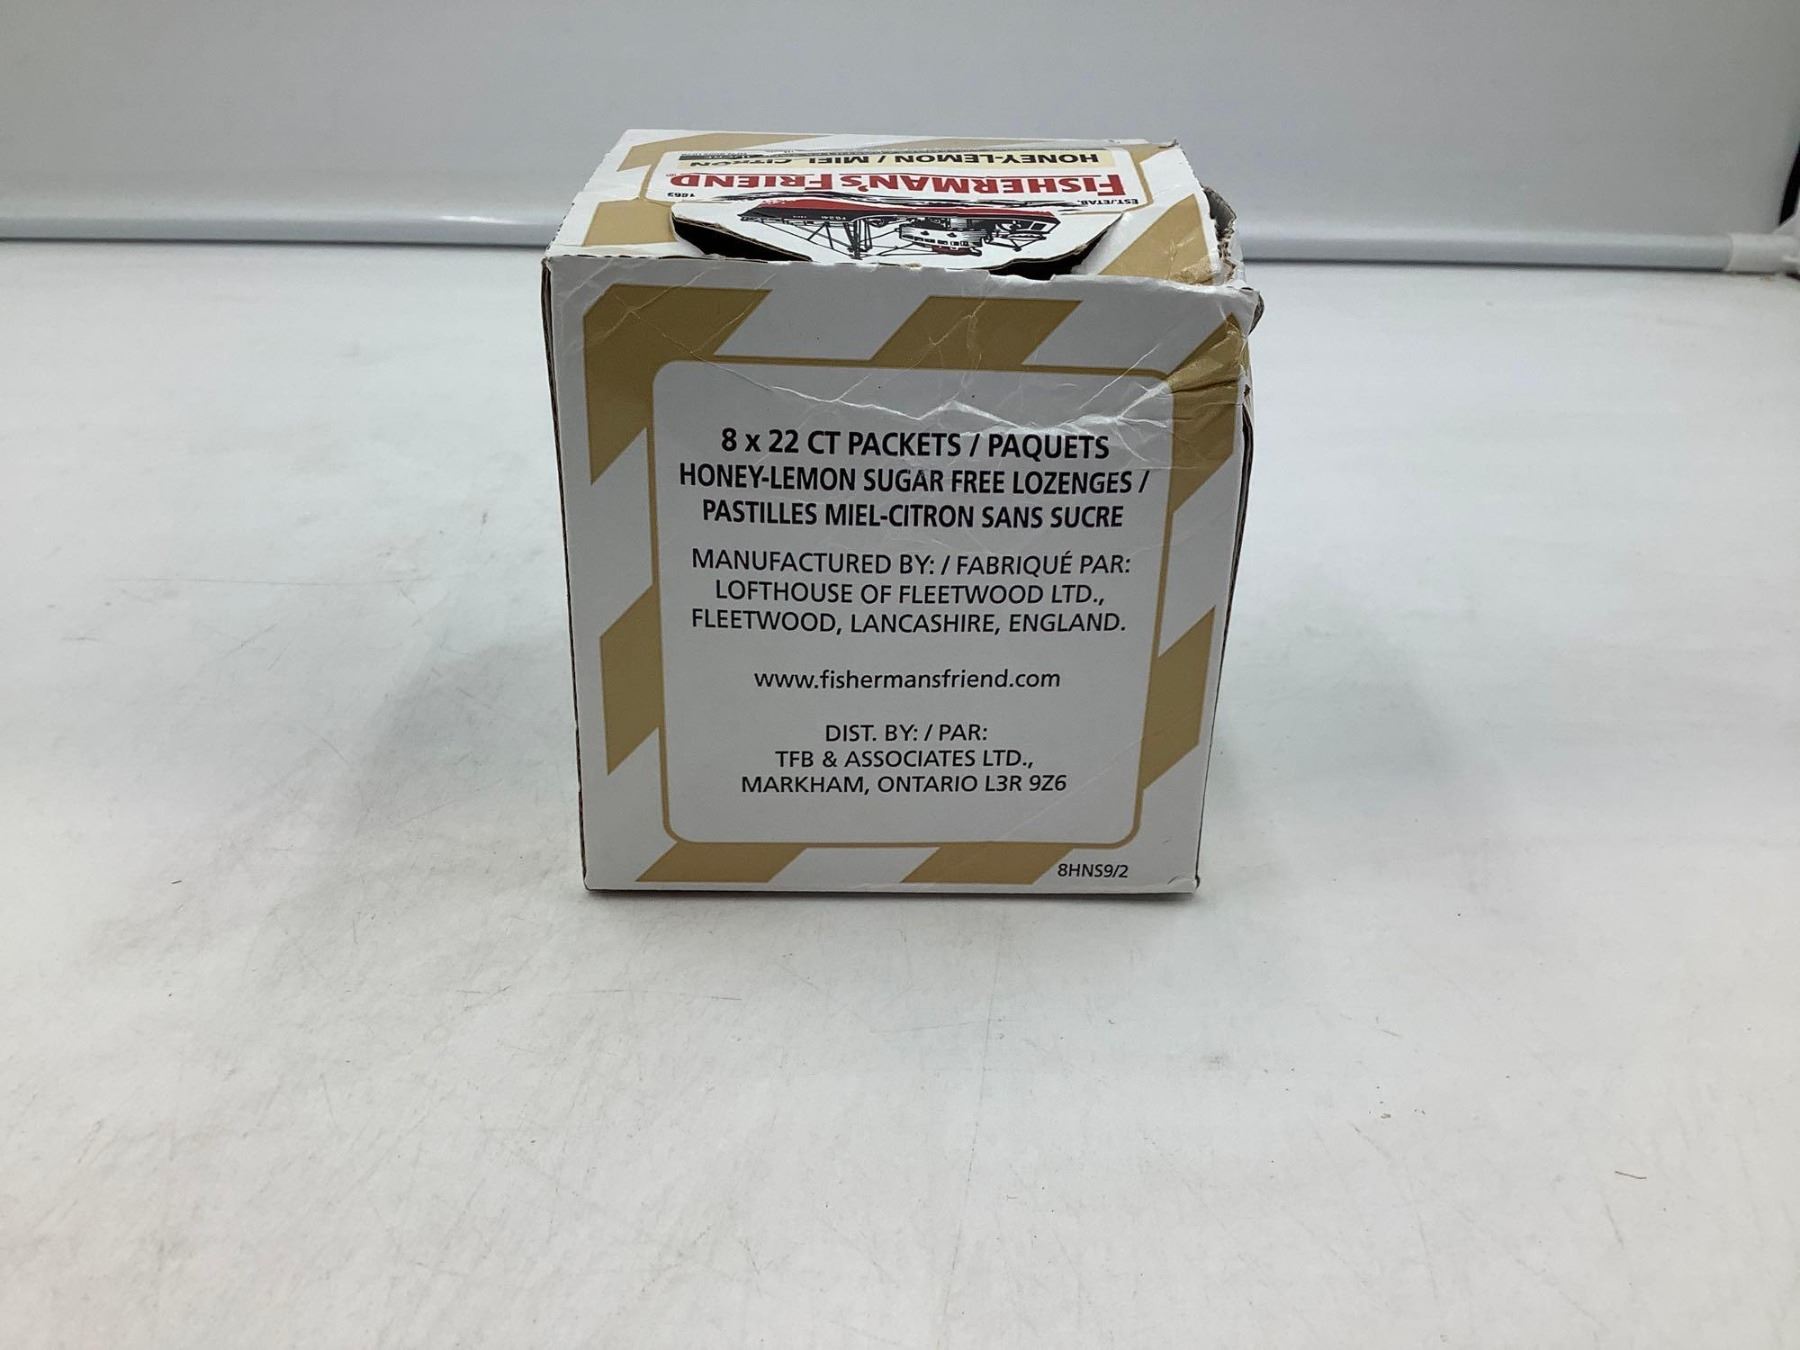 HONEY-LEMON / MIEL CITRON
FISHERMAN'S FRIEND
EST./ETAB. 1865
8 x 22 CT PACKETS / PAQUETS
HONEY-LEMON SUGAR FREE LOZENGES /
PASTILLES MIEL-CITRON SANS SUCRE
MANUFACTURED BY: / FABRIQUÉ PAR:
LOFTHOUSE OF FLEETWOOD LTD.,
FLEETWOOD, LANCASHIRE, ENGLAND.
www.fishermansfriend.com
DIST. BY: / PAR:
TFB & ASSOCIATES LTD.,
MARKHAM, ONTARIO L3R 9Z6
8HNS9/2